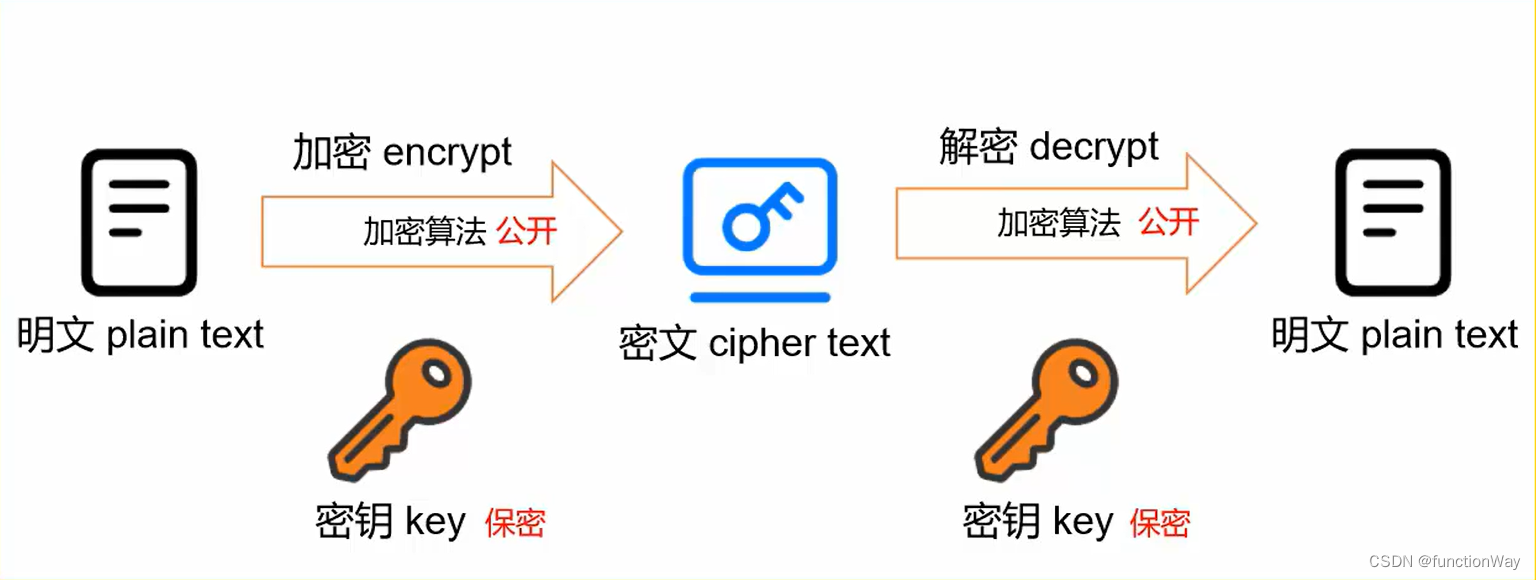 加密 encrypt
加密算法 公开
明文 plain text
密钥 key 保密
密文 cipher text
解密 decrypt
加密算法 公开
明文 plain text
密钥 key 保密
CSDN @functionWay